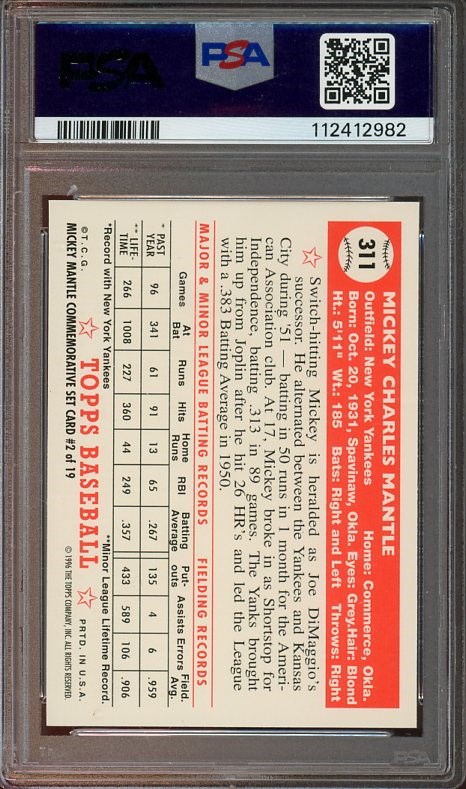 PSA
PSA
112412982
311
MICKEY CHARLES MANTLE
Outfield: New York Yankees Home: Commerce, Okla.
Born: Oct. 20, 1931, Spavinaw, Okla. Eyes: Grey. Hair: Blond
Ht.: 5'11" Wt.: 185 Bats: Right and Left Throws: Right
Switch-hitting Mickey is heralded as Joe DiMaggio's
successor. He alternated between the Yankees and Kansas
City during '51 — batting in 50 runs in 1 month for the Ameri-
can Association club. At 17, Mickey broke in as Shortstop for
Independence, batting .313 in 89 games. The Yanks brought
him up from Joplin after he hit 26 HR's and led the League
with a .383 Batting Average in 1950.
MAJOR & MINOR LEAGUE BATTING RECORDS FIELDING RECORDS
Games At Bat Runs Hits Home Runs RBI Batting Average Put-outs Assists Errors Field. Avg.
* PAST YEAR 96 341 61 91 13 65 .267 135 4 6 .959
** LIFE-TIME 266 1008 227 360 44 249 .357 433 589 106 .906
*Record with New York Yankees **Minor League Lifetime Record.
© T. C. G. TOPPS BASEBALL PRTD. IN U.S.A.
MICKEY MANTLE COMMEMORATIVE SET CARD #2 of 19 © 1996 THE TOPPS COMPANY, INC. ALL RIGHTS RESERVED.
PSA